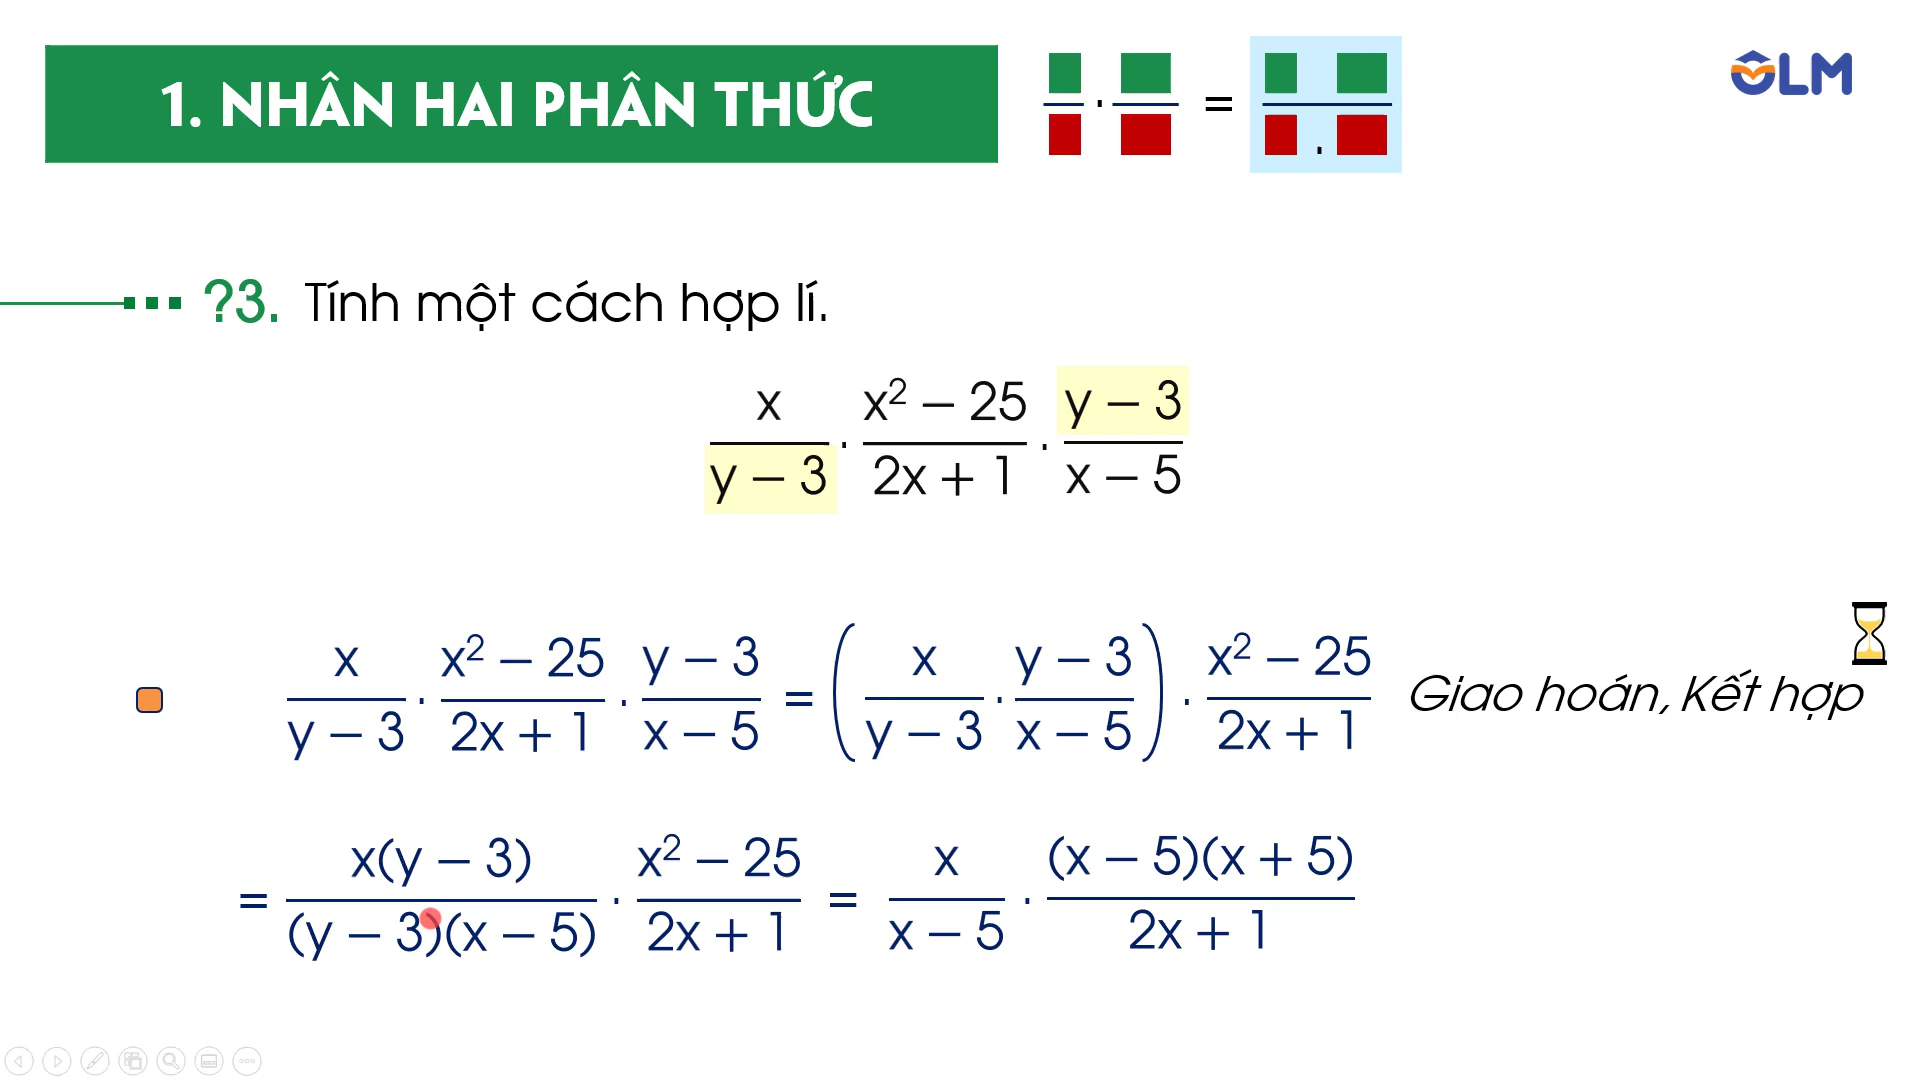 1. NHÂN HAI PHÂN THỨC
. = .
OLM
?3. Tính một cách hợp lí.
x/(y – 3) · (x² – 25)/(2x + 1) · (y – 3)/(x – 5)
x/(y – 3) · (x² – 25)/(2x + 1) · (y – 3)/(x – 5) = (x/(y – 3) · (y – 3)/(x – 5)) · (x² – 25)/(2x + 1) Giao hoán, Kết hợp
= x(y – 3)/((y – 3)(x – 5)) · (x² – 25)/(2x + 1) = x/(x – 5) · (x – 5)(x + 5)/(2x + 1)